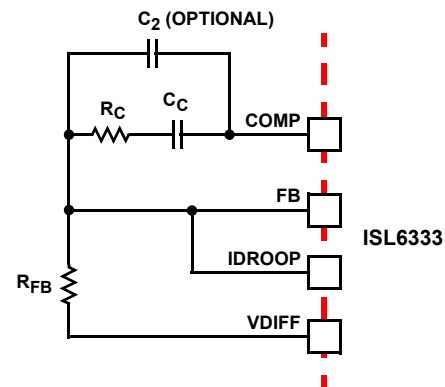 C2 (OPTIONAL)
RC
CC
COMP
FB
ISL6333
IDROOP
RFB
VDIFF